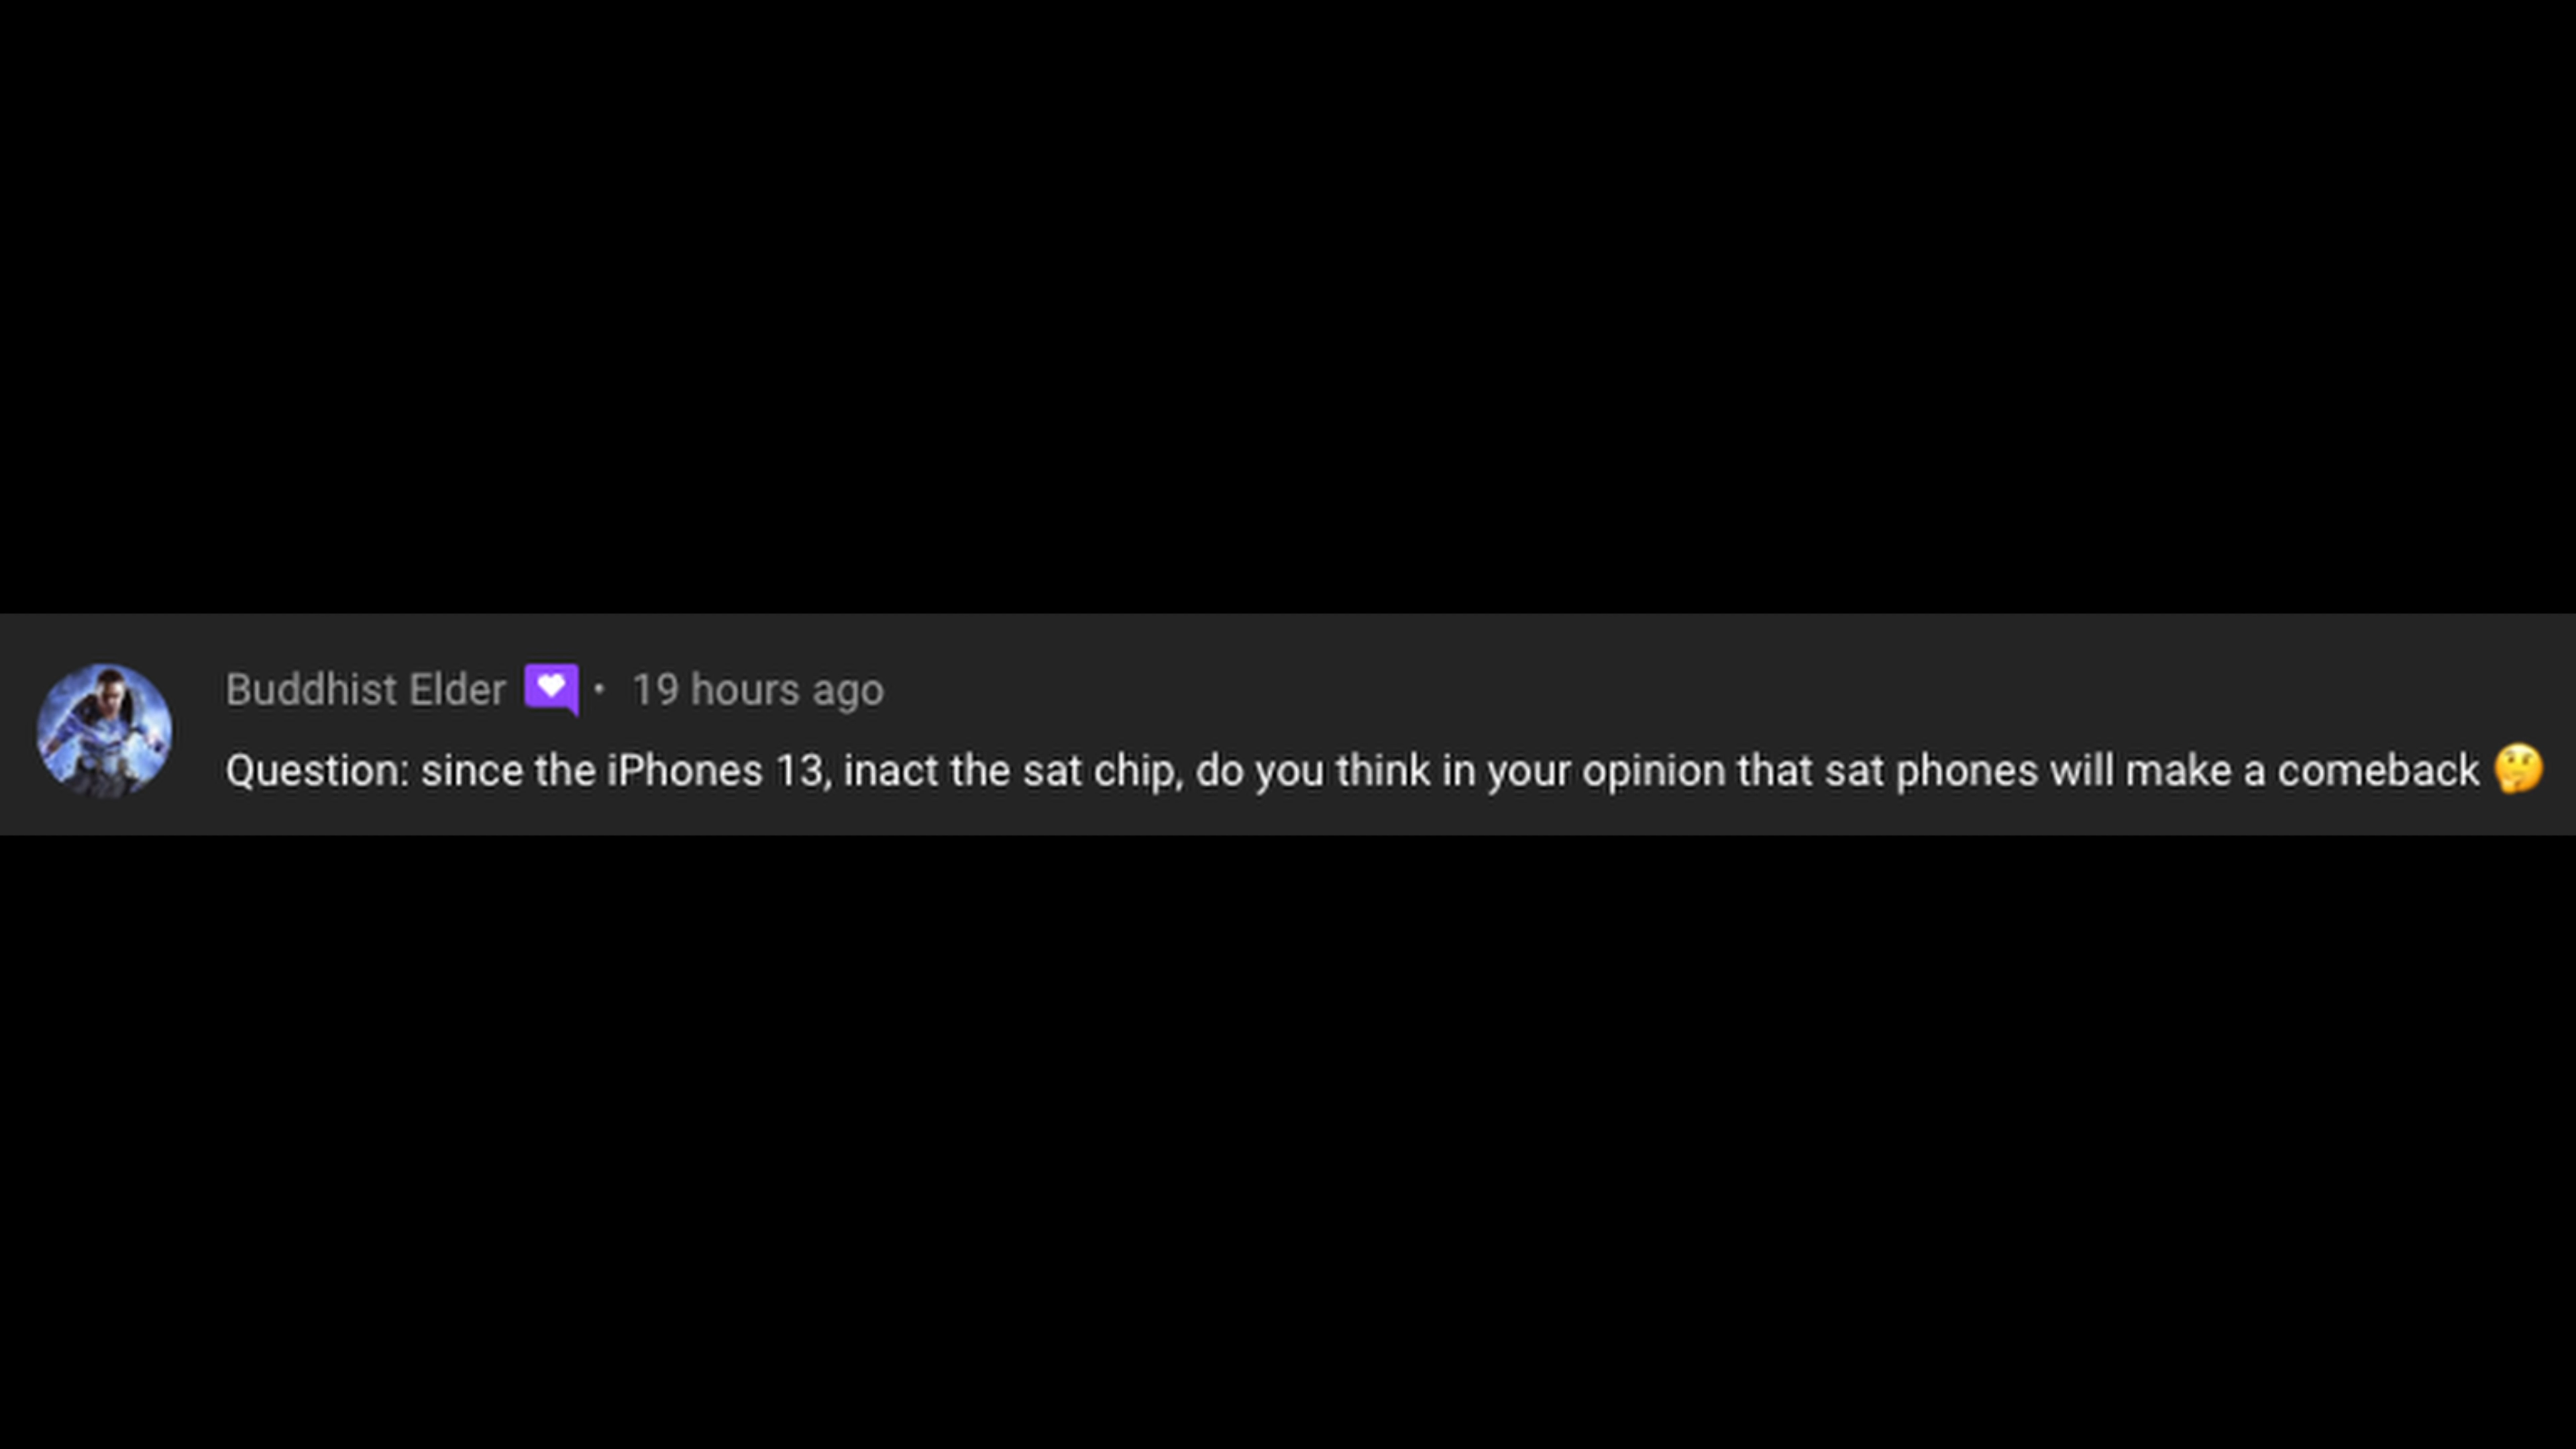 Buddhist Elder • 19 hours ago
Question: since the iPhones 13, inact the sat chip, do you think in your opinion that sat phones will make a comeback 🤔